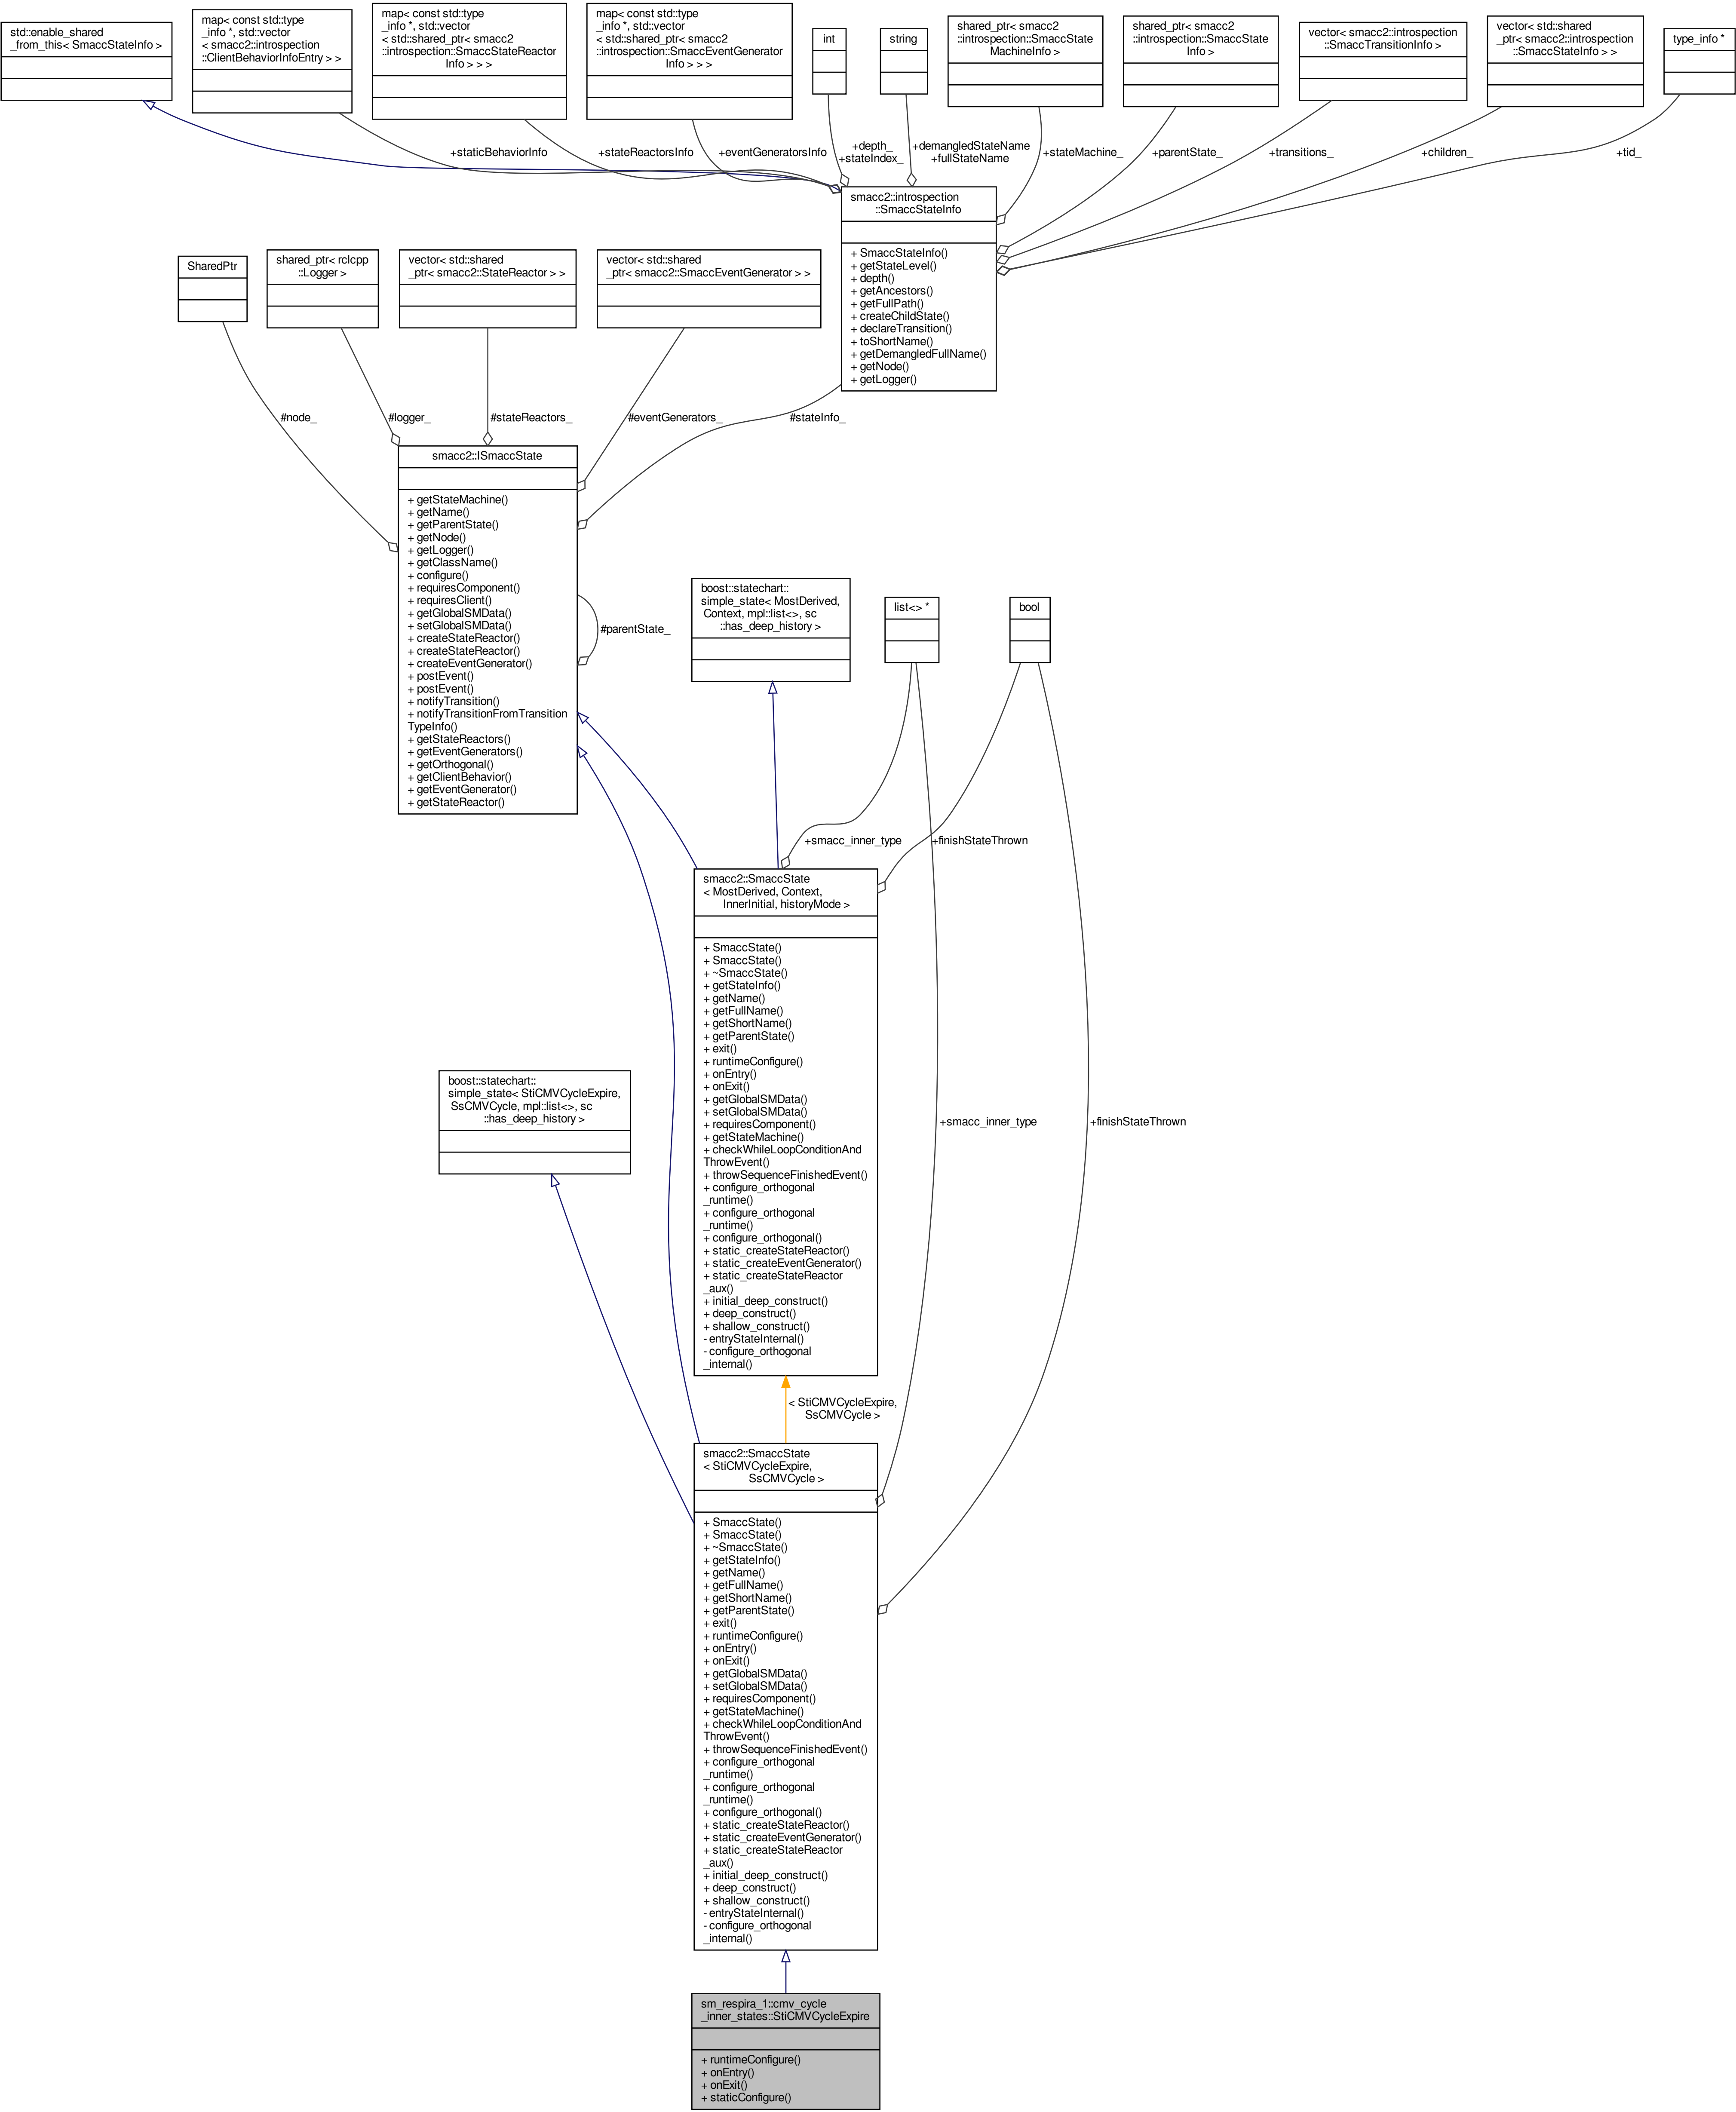 std::enable_shared
_from_this< SmaccStateInfo >
map< const std::type
_info *, std::vector
< smacc2::introspection
::ClientBehaviorInfoEntry > >
map< const std::type
_info *, std::vector
< std::shared_ptr< smacc2
::introspection::SmaccStateReactor
Info > > >
map< const std::type
_info *, std::vector
< std::shared_ptr< smacc2
::introspection::SmaccEventGenerator
Info > > >
int
string
shared_ptr< smacc2
::introspection::SmaccState
MachineInfo >
shared_ptr< smacc2
::introspection::SmaccState
Info >
vector< smacc2::introspection
::SmaccTransitionInfo >
vector< std::shared
_ptr< smacc2::introspection
::SmaccStateInfo > >
type_info *
+staticBehaviorInfo
+stateReactorsInfo
+eventGeneratorsInfo
+depth_
+stateIndex_
+demangledStateName
+fullStateName
+stateMachine_
+parentState_
+transitions_
+children_
+tid_
smacc2::introspection
::SmaccStateInfo
+ SmaccStateInfo()
+ getStateLevel()
+ depth()
+ getAncestors()
+ getFullPath()
+ createChildState()
+ declareTransition()
+ toShortName()
+ getDemangledFullName()
+ getNode()
+ getLogger()
SharedPtr
shared_ptr< rclcpp
::Logger >
vector< std::shared
_ptr< smacc2::StateReactor > >
vector< std::shared
_ptr< smacc2::SmaccEventGenerator > >
#node_
#logger_
#stateReactors_
#eventGenerators_
#stateInfo_
smacc2::ISmaccState
+ getStateMachine()
+ getName()
+ getParentState()
+ getNode()
+ getLogger()
+ getClassName()
+ configure()
+ requiresComponent()
+ requiresClient()
+ getGlobalSMData()
+ setGlobalSMData()
+ createStateReactor()
+ createStateReactor()
+ createEventGenerator()
+ postEvent()
+ postEvent()
+ notifyTransition()
+ notifyTransitionFromTransition
TypeInfo()
+ getStateReactors()
+ getEventGenerators()
+ getOrthogonal()
+ getClientBehavior()
+ getEventGenerator()
+ getStateReactor()
#parentState_
boost::statechart::
simple_state< MostDerived,
Context, mpl::list<>, sc
::has_deep_history >
list<> *
bool
+smacc_inner_type
+finishStateThrown
smacc2::SmaccState
< MostDerived, Context,
InnerInitial, historyMode >
+ SmaccState()
+ SmaccState()
+ ~SmaccState()
+ getStateInfo()
+ getName()
+ getFullName()
+ getShortName()
+ getParentState()
+ exit()
+ runtimeConfigure()
+ onEntry()
+ onExit()
+ getGlobalSMData()
+ setGlobalSMData()
+ requiresComponent()
+ getStateMachine()
+ checkWhileLoopConditionAnd
ThrowEvent()
+ throwSequenceFinishedEvent()
+ configure_orthogonal
_runtime()
+ configure_orthogonal
_runtime()
+ configure_orthogonal()
+ static_createStateReactor()
+ static_createEventGenerator()
+ static_createStateReactor
_aux()
+ initial_deep_construct()
+ deep_construct()
+ shallow_construct()
- entryStateInternal()
- configure_orthogonal
_internal()
boost::statechart::
simple_state< StiCMVCycleExpire,
SsCMVCycle, mpl::list<>, sc
::has_deep_history >
+smacc_inner_type
+finishStateThrown
< StiCMVCycleExpire,
SsCMVCycle >
smacc2::SmaccState
< StiCMVCycleExpire,
SsCMVCycle >
+ SmaccState()
+ SmaccState()
+ ~SmaccState()
+ getStateInfo()
+ getName()
+ getFullName()
+ getShortName()
+ getParentState()
+ exit()
+ runtimeConfigure()
+ onEntry()
+ onExit()
+ getGlobalSMData()
+ setGlobalSMData()
+ requiresComponent()
+ getStateMachine()
+ checkWhileLoopConditionAnd
ThrowEvent()
+ throwSequenceFinishedEvent()
+ configure_orthogonal
_runtime()
+ configure_orthogonal
_runtime()
+ configure_orthogonal()
+ static_createStateReactor()
+ static_createEventGenerator()
+ static_createStateReactor
_aux()
+ initial_deep_construct()
+ deep_construct()
+ shallow_construct()
- entryStateInternal()
- configure_orthogonal
_internal()
sm_respira_1::cmv_cycle
_inner_states::StiCMVCycleExpire
+ runtimeConfigure()
+ onEntry()
+ onExit()
+ staticConfigure()